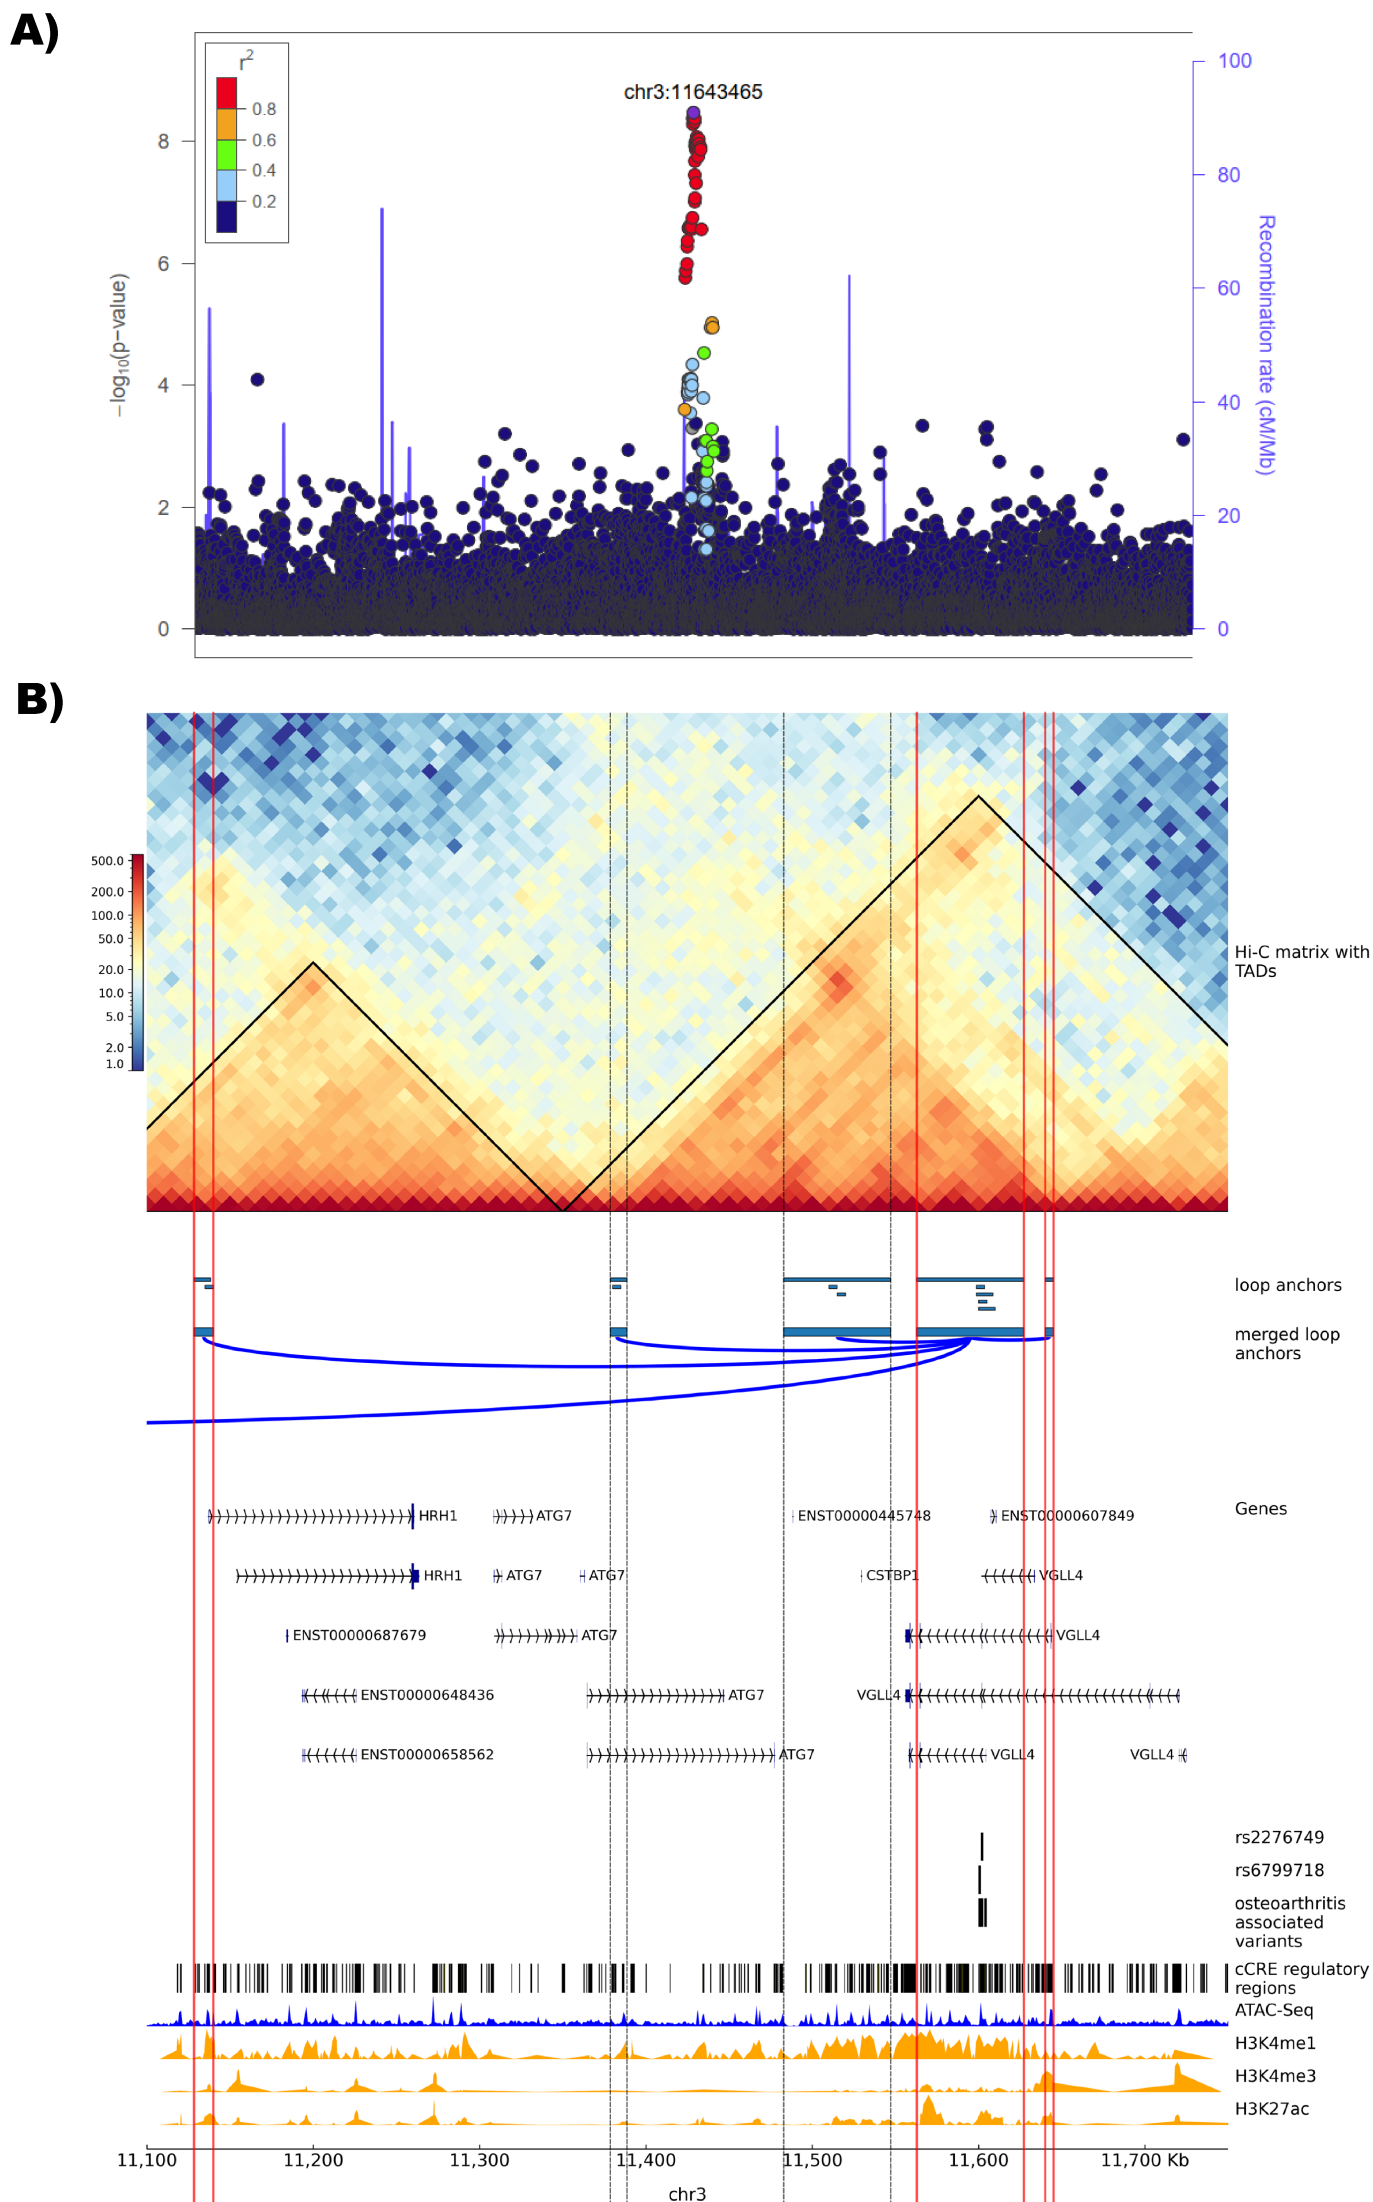 A)
r2
0.8
0.6
0.4
0.2
chr3:11643465
8
6
4
2
0
−log10(p−value)
100
80
60
40
20
0
Recombination rate (cM/Mb)
B)
500.0
200.0
100.0
50.0
20.0
10.0
5.0
2.0
1.0
Hi-C matrix with
TADs
loop anchors
merged loop
anchors
Genes
HRH1 ATG7 ENST00000445748 ENST00000607849
HRH1 ATG7 ATG7 CSTBP1 VGLL4
ENST00000687679 ATG7 VGLL4
ENST00000648436 ATG7 VGLL4
ENST00000658562 ATG7 VGLL4 VGLL4
rs2276749
rs6799718
osteoarthritis
associated
variants
cCRE regulatory
regions
ATAC-Seq
H3K4me1
H3K4me3
H3K27ac
11,100 11,200 11,300 11,400 11,500 11,600 11,700 Kb
chr3